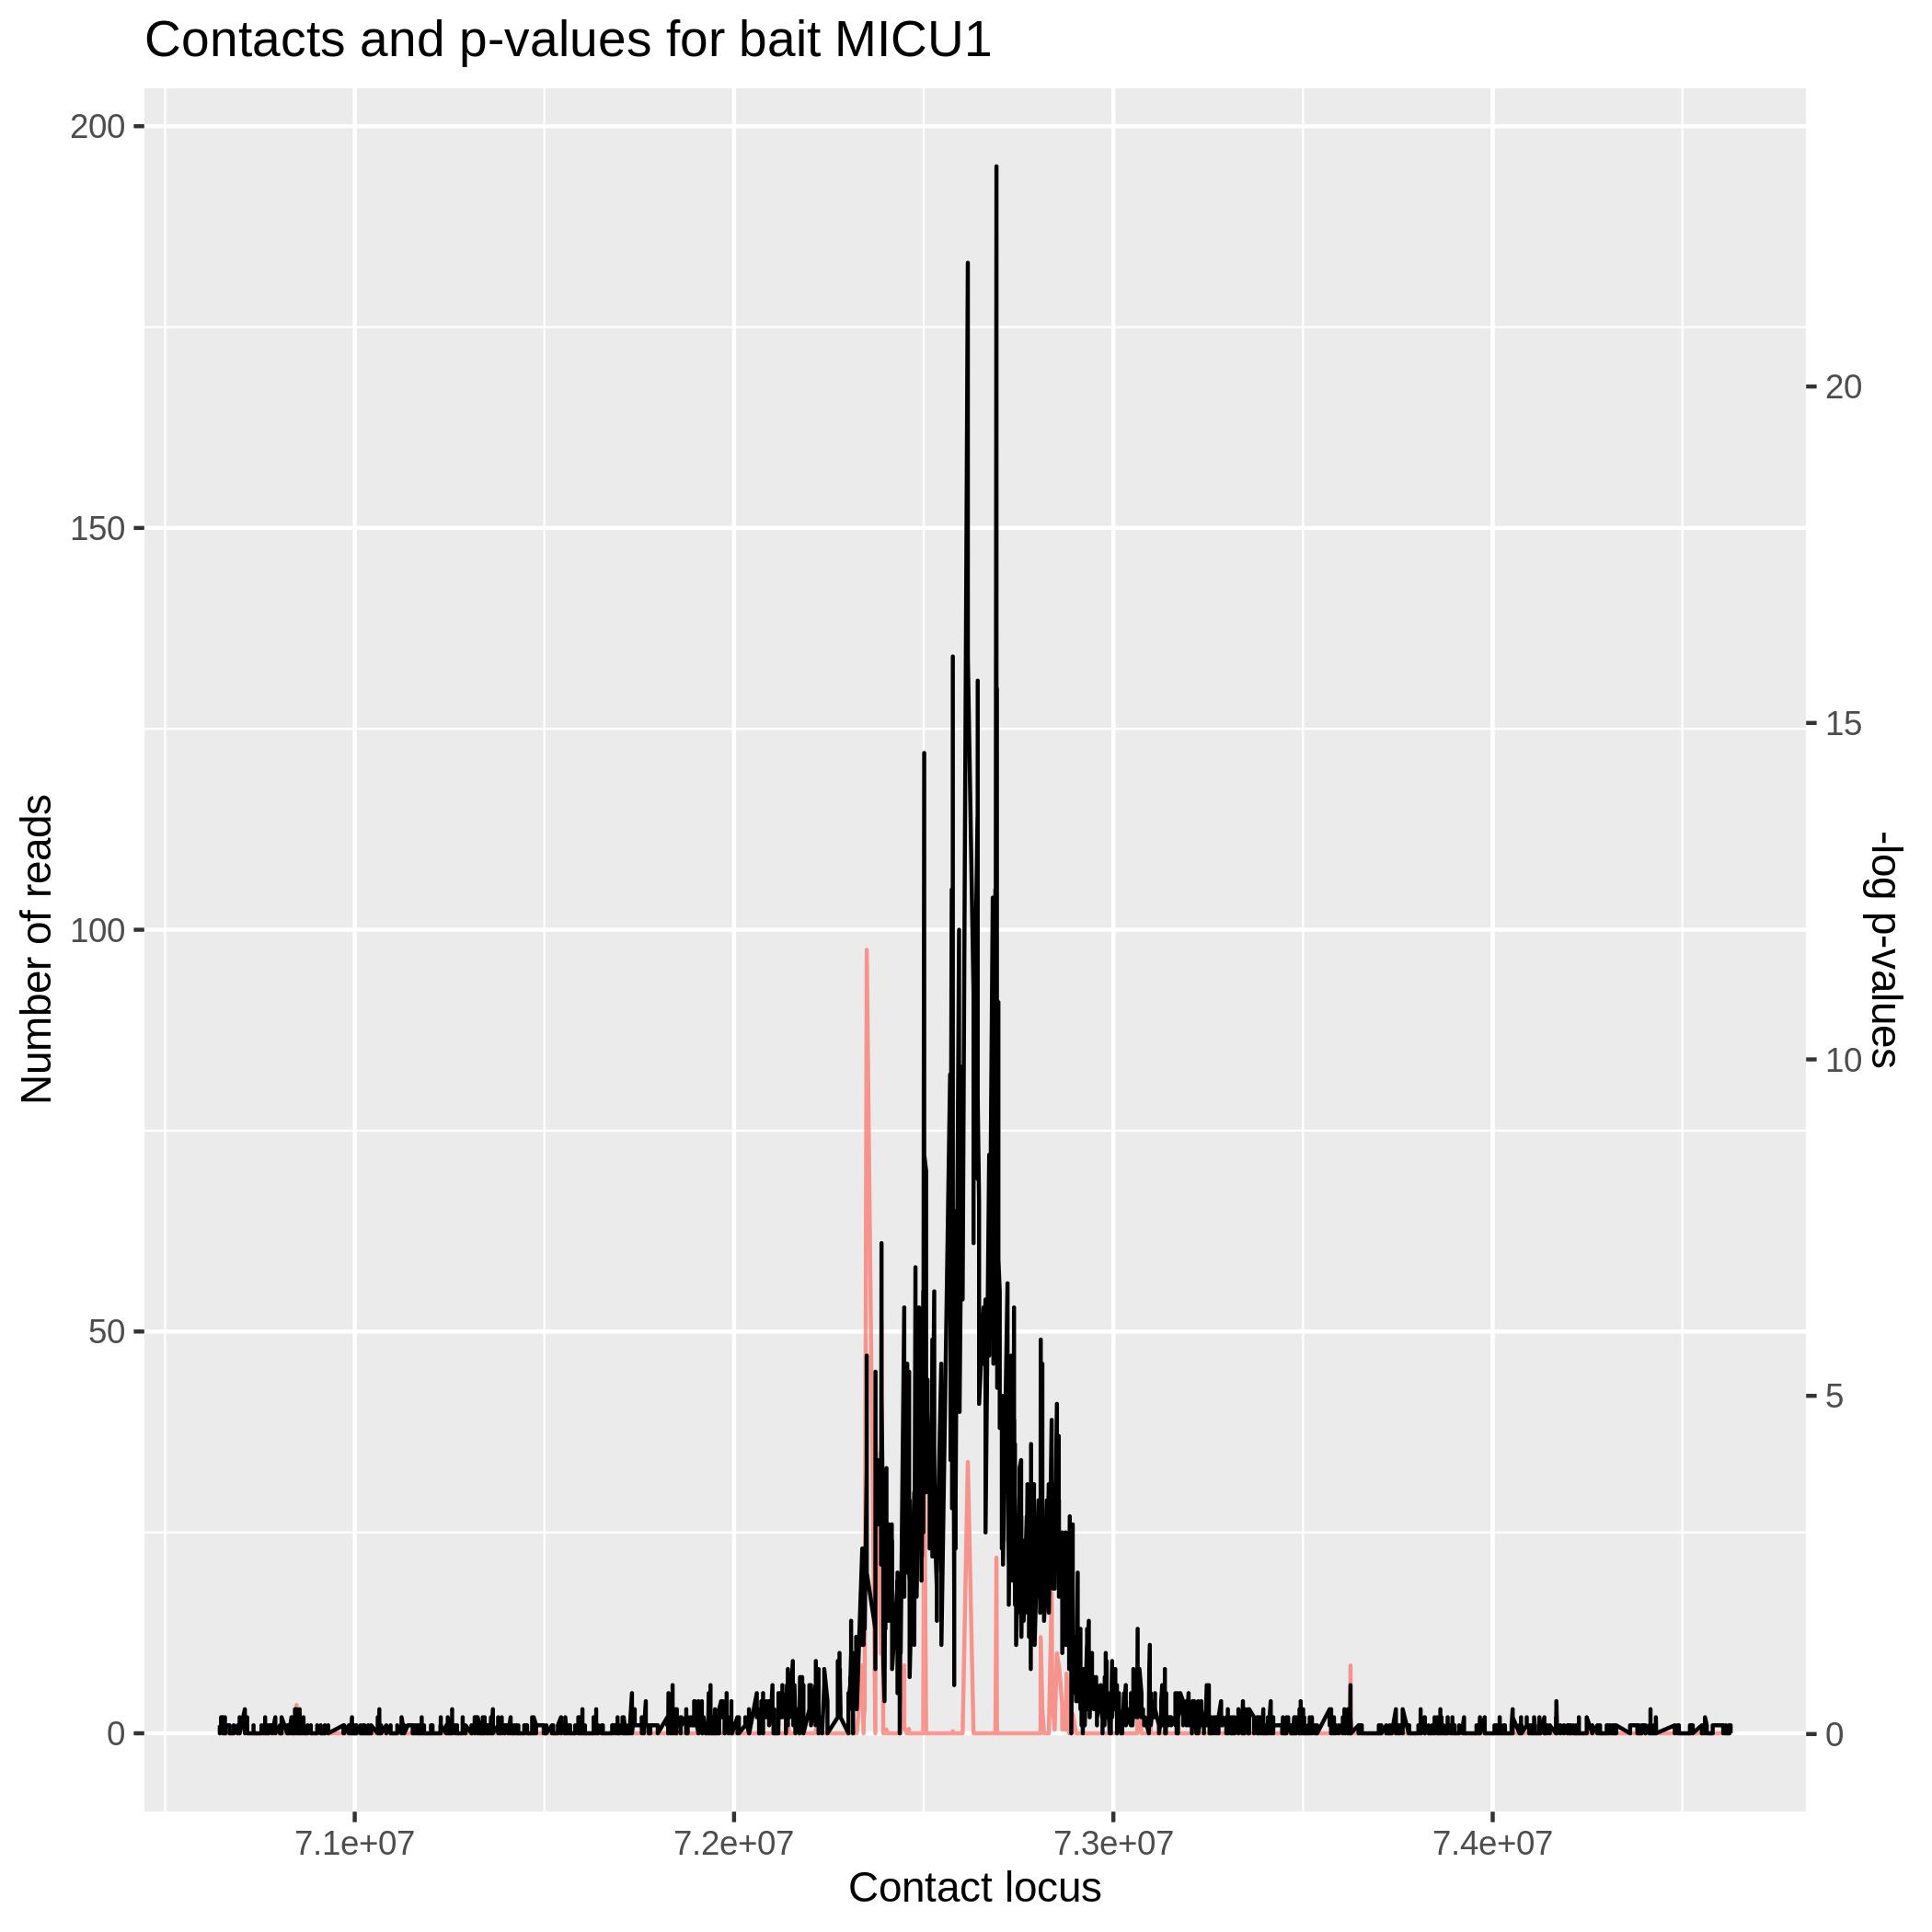 Contacts and p-values for bait MICU1
200
150
100
50
0
Number of reads
20
15
10
5
0
-log p-values
7.1e+07
7.2e+07
7.3e+07
7.4e+07
Contact locus